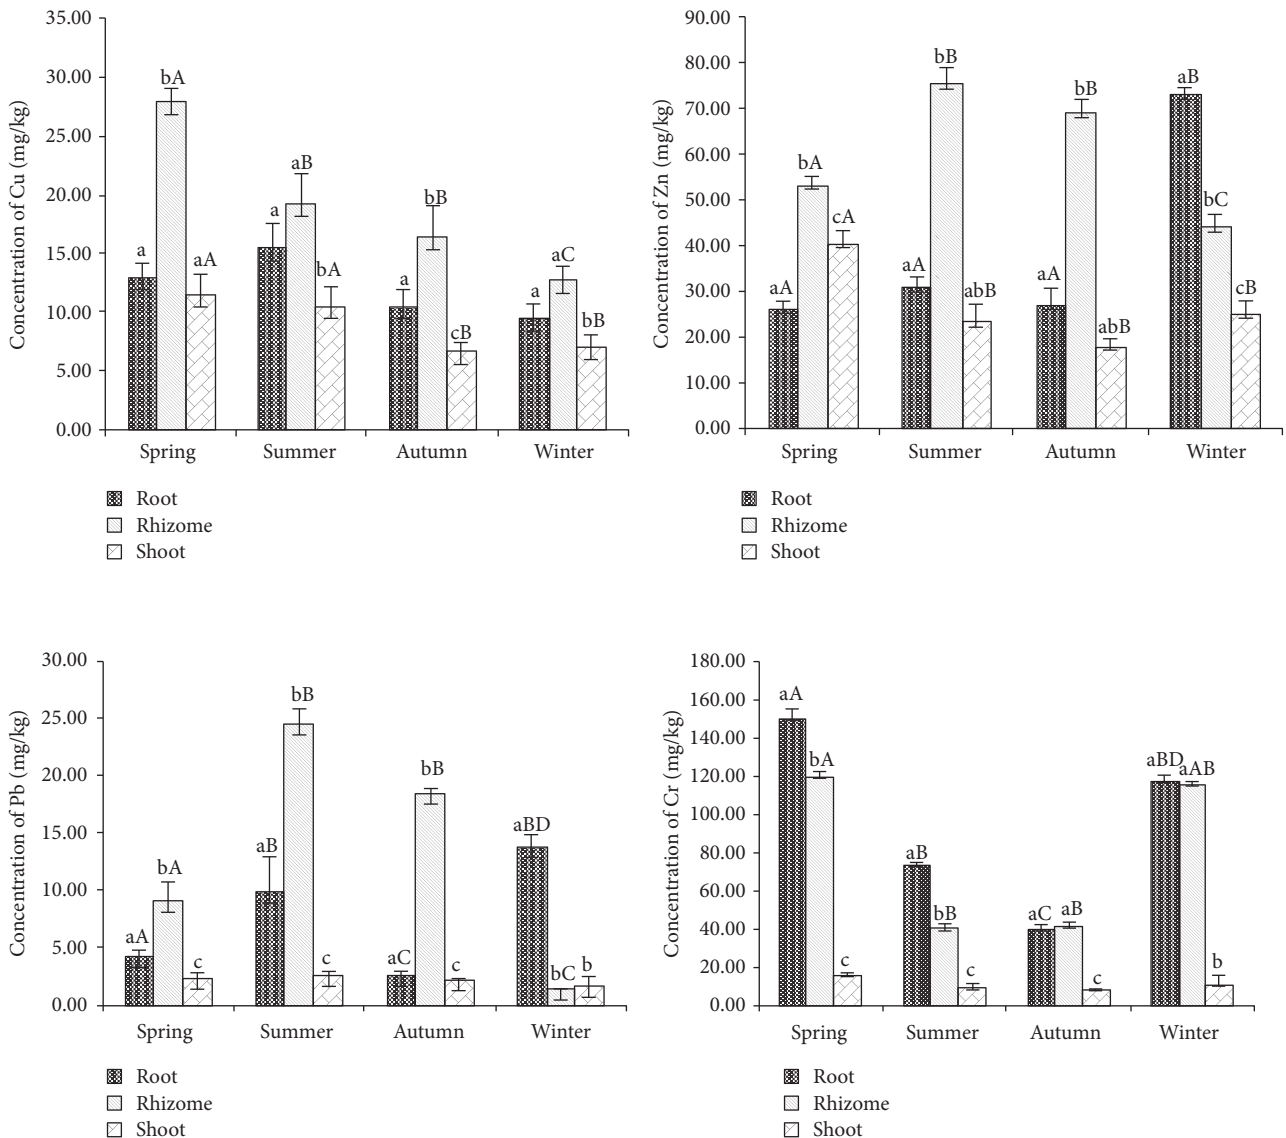 Concentration of Cu (mg/kg)
35.00
30.00
25.00
20.00
15.00
10.00
5.00
0.00
a
bA
aA
a
aB
bA
a
bB
cB
a
aC
bB
Spring
Summer
Autumn
Winter
Root
Rhizome
Shoot
Concentration of Zn (mg/kg)
90.00
80.00
70.00
60.00
50.00
40.00
30.00
20.00
10.00
0.00
aA
bA
cA
aA
bB
abB
aA
bB
abB
aB
bC
cB
Spring
Summer
Autumn
Winter
Root
Rhizome
Shoot
Concentration of Pb (mg/kg)
30.00
25.00
20.00
15.00
10.00
5.00
0.00
aA
bA
c
aB
bB
c
aC
bB
c
aBD
bC
b
Spring
Summer
Autumn
Winter
Root
Rhizome
Shoot
Concentration of Cr (mg/kg)
180.00
160.00
140.00
120.00
100.00
80.00
60.00
40.00
20.00
0.00
aA
bA
c
aB
bB
c
aC
aB
c
aBD
aAB
b
Spring
Summer
Autumn
Winter
Root
Rhizome
Shoot